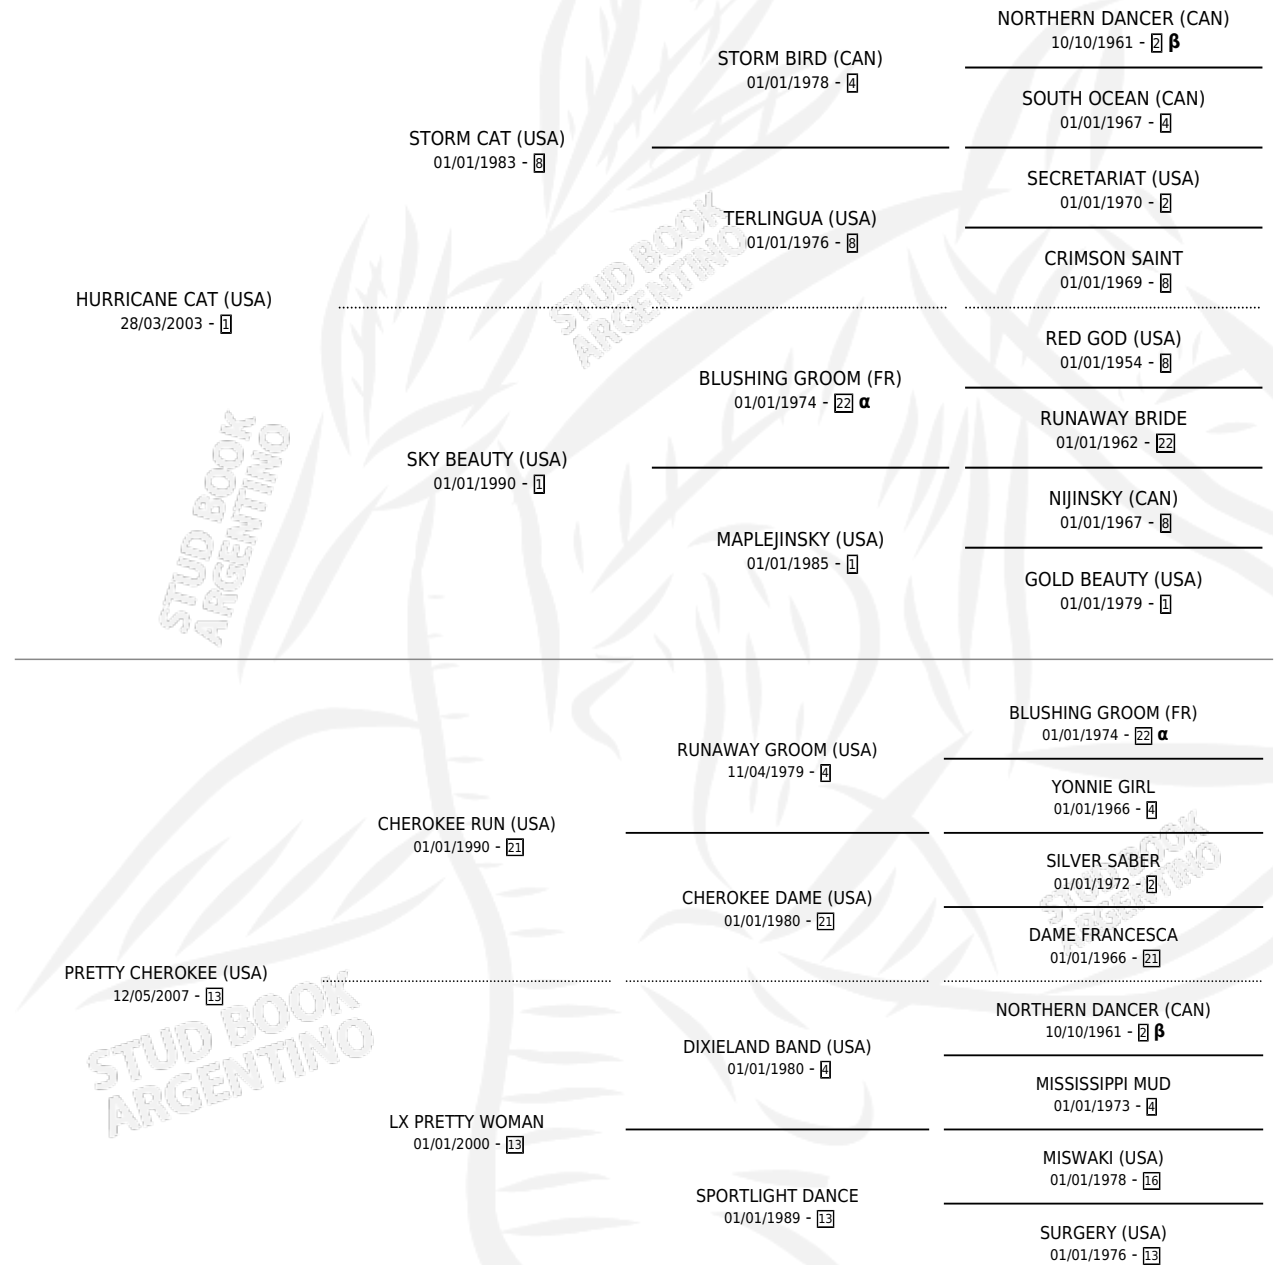 HURRICANE CAT (USA)
28/03/2003 - 1
STORM CAT (USA)
01/01/1983 - 8
STORM BIRD (CAN)
01/01/1978 - 4
NORTHERN DANCER (CAN)
10/10/1961 - 2 β
SOUTH OCEAN (CAN)
01/01/1967 - 4
TERLINGUA (USA)
01/01/1976 - 8
SECRETARIAT (USA)
01/01/1970 - 2
CRIMSON SAINT
01/01/1969 - 8
SKY BEAUTY (USA)
01/01/1990 - 1
BLUSHING GROOM (FR)
01/01/1974 - 22 α
RED GOD (USA)
01/01/1954 - 8
RUNAWAY BRIDE
01/01/1962 - 22
MAPLEJINSKY (USA)
01/01/1985 - 1
NIJINSKY (CAN)
01/01/1967 - 8
GOLD BEAUTY (USA)
01/01/1979 - 1
PRETTY CHEROKEE (USA)
12/05/2007 - 13
CHEROKEE RUN (USA)
01/01/1990 - 21
RUNAWAY GROOM (USA)
11/04/1979 - 4
BLUSHING GROOM (FR)
01/01/1974 - 22 α
YONNIE GIRL
01/01/1966 - 4
CHEROKEE DAME (USA)
01/01/1980 - 21
SILVER SABER
01/01/1972 - 2
DAME FRANCESCA
01/01/1966 - 21
LX PRETTY WOMAN
01/01/2000 - 13
DIXIELAND BAND (USA)
01/01/1980 - 4
NORTHERN DANCER (CAN)
10/10/1961 - 2 β
MISSISSIPPI MUD
01/01/1973 - 4
SPORTLIGHT DANCE
01/01/1989 - 13
MISWAKI (USA)
01/01/1978 - 16
SURGERY (USA)
01/01/1976 - 13
STUD BOOK
ARGENTINO
STUD BOOK
ARGENTINO
STUD BOOK
ARGENTINO
STUD BOOK
ARGENTINO